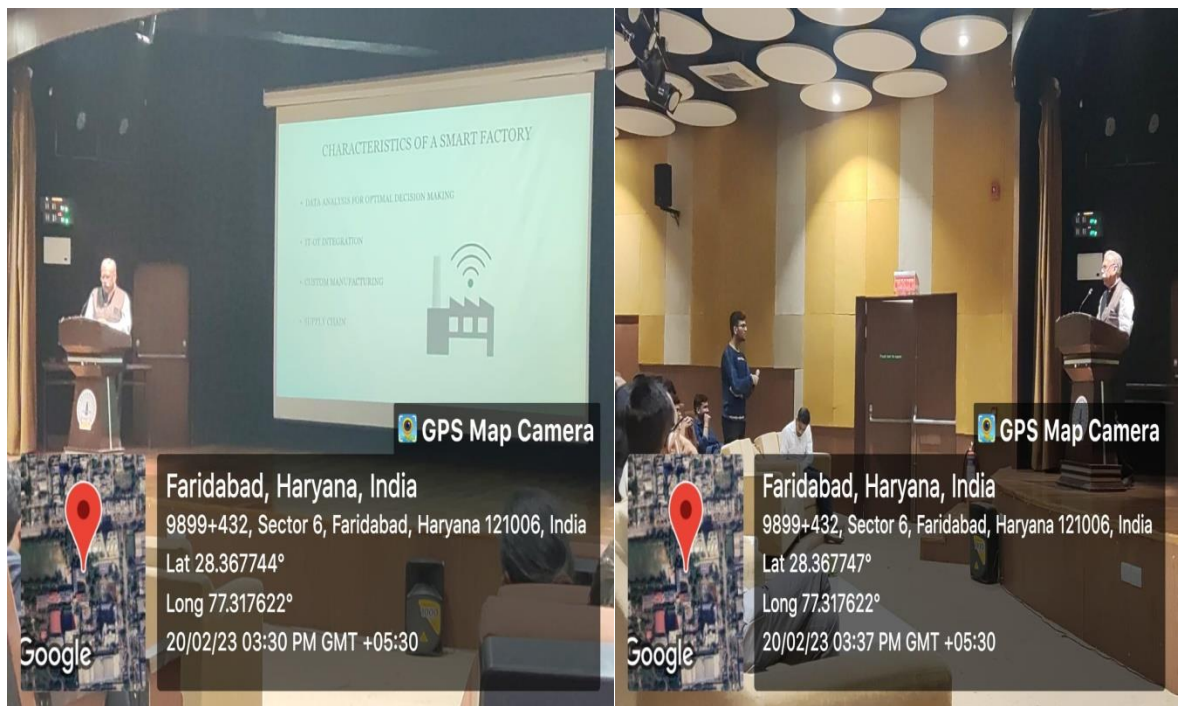 CHARACTERISTICS OF A SMART FACTORY
• DATA ANALYSIS FOR OPTIMAL DECISION MAKING
• IT-OT INTEGRATION
• CUSTOM MANUFACTURING
• SUPPLY CHAIN
GPS Map Camera
Faridabad, Haryana, India
9899+432, Sector 6, Faridabad, Haryana 121006, India
Lat 28.367744°
Long 77.317622°
20/02/23 03:30 PM GMT +05:30
Google
GPS Map Camera
Faridabad, Haryana, India
9899+432, Sector 6, Faridabad, Haryana 121006, India
Lat 28.367747°
Long 77.317622°
20/02/23 03:37 PM GMT +05:30
Google